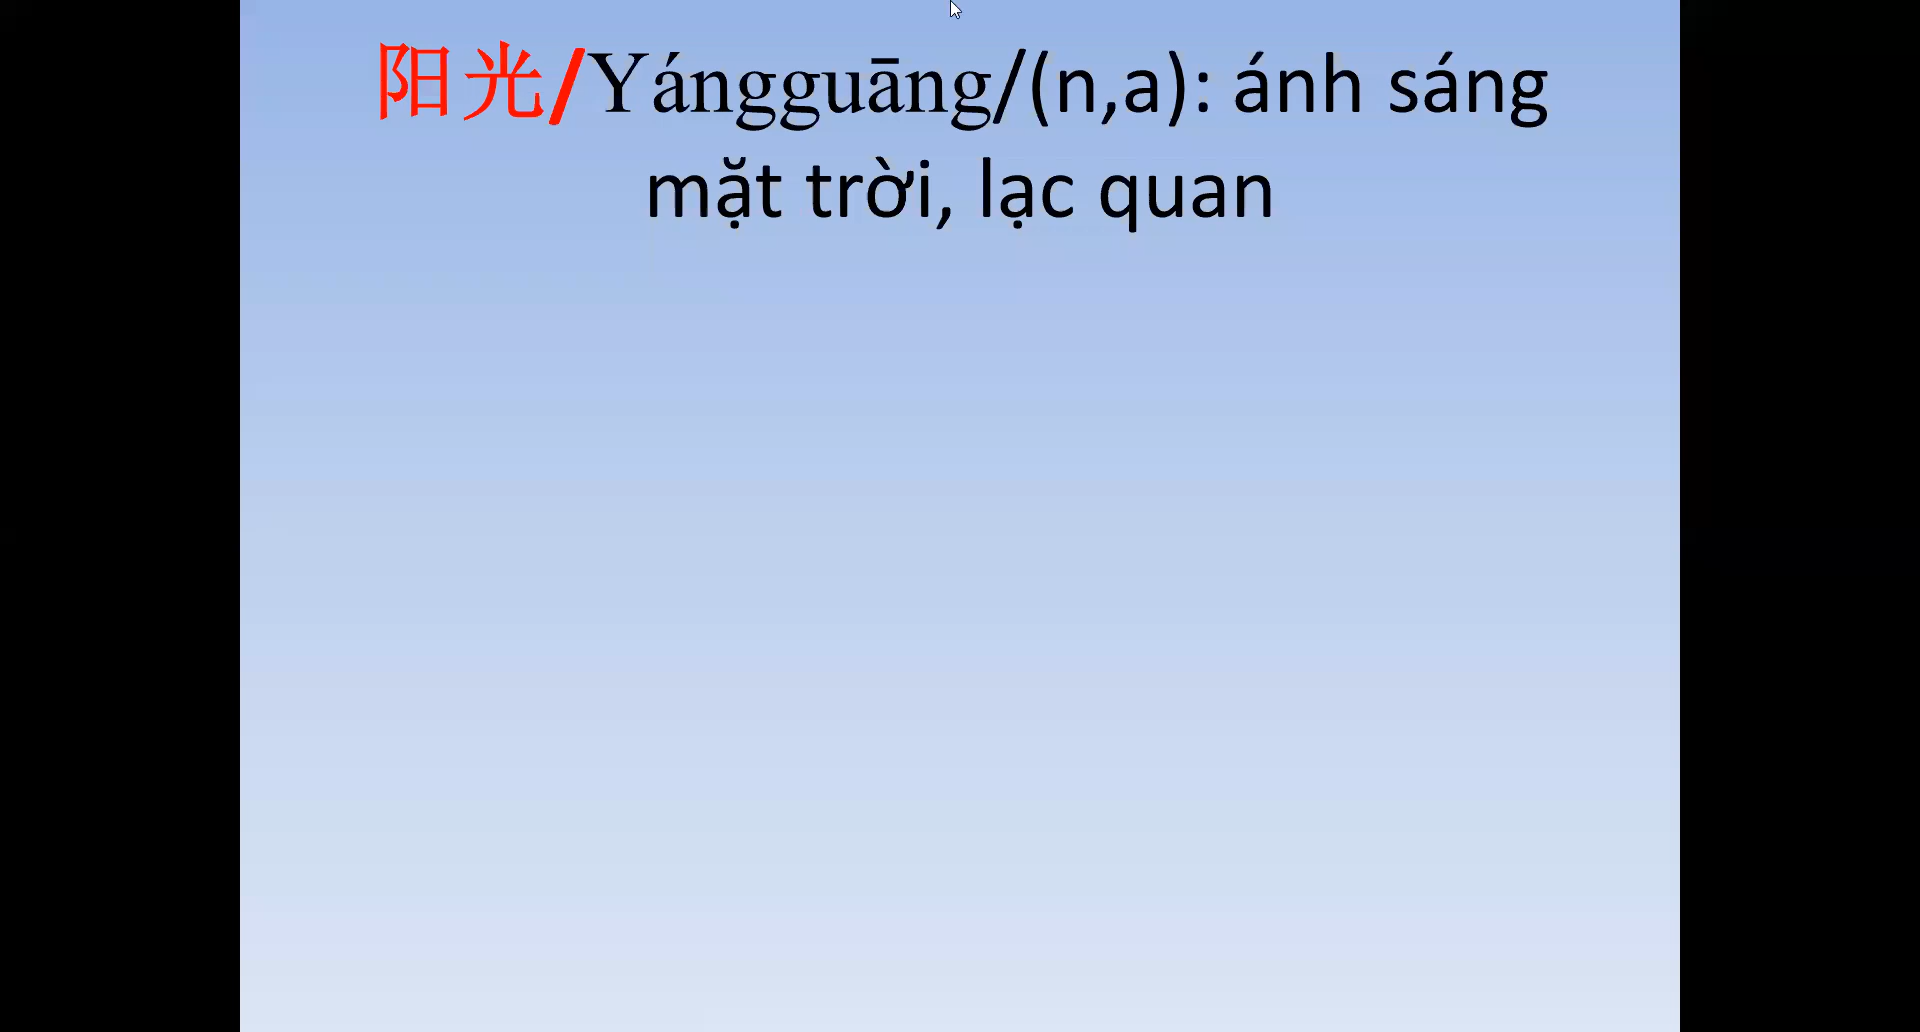 阳光/Yángguāng/(n,a): ánh sáng
mặt trời, lạc quan